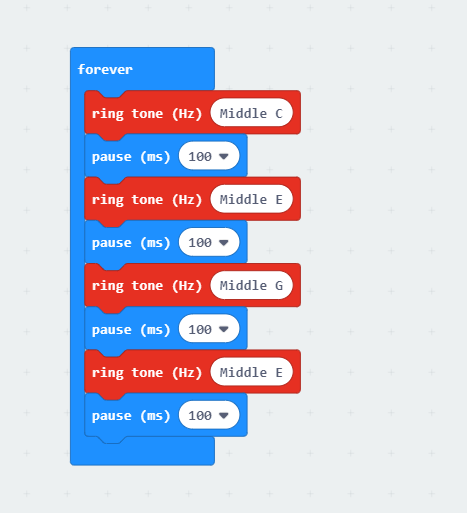 forever
ring tone (Hz) Middle C
pause (ms) 100
ring tone (Hz) Middle E
pause (ms) 100
ring tone (Hz) Middle G
pause (ms) 100
ring tone (Hz) Middle E
pause (ms) 100